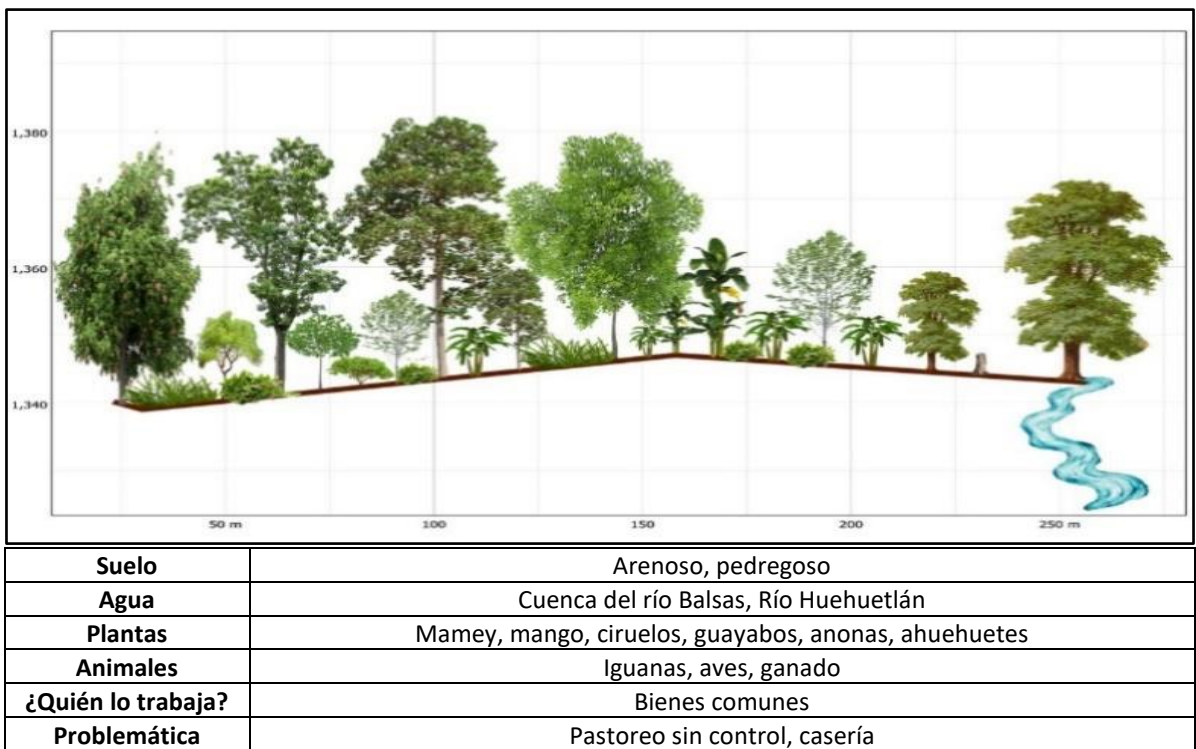 1,380
1,360
1,340
50 m 100 150 200 250 m
Suelo Arenoso, pedregoso
Agua Cuenca del río Balsas, Río Huehuetlán
Plantas Mamey, mango, ciruelos, guayabos, anonas, ahuehuetes
Animales Iguanas, aves, ganado
¿Quién lo trabaja? Bienes comunes
Problemática Pastoreo sin control, casería